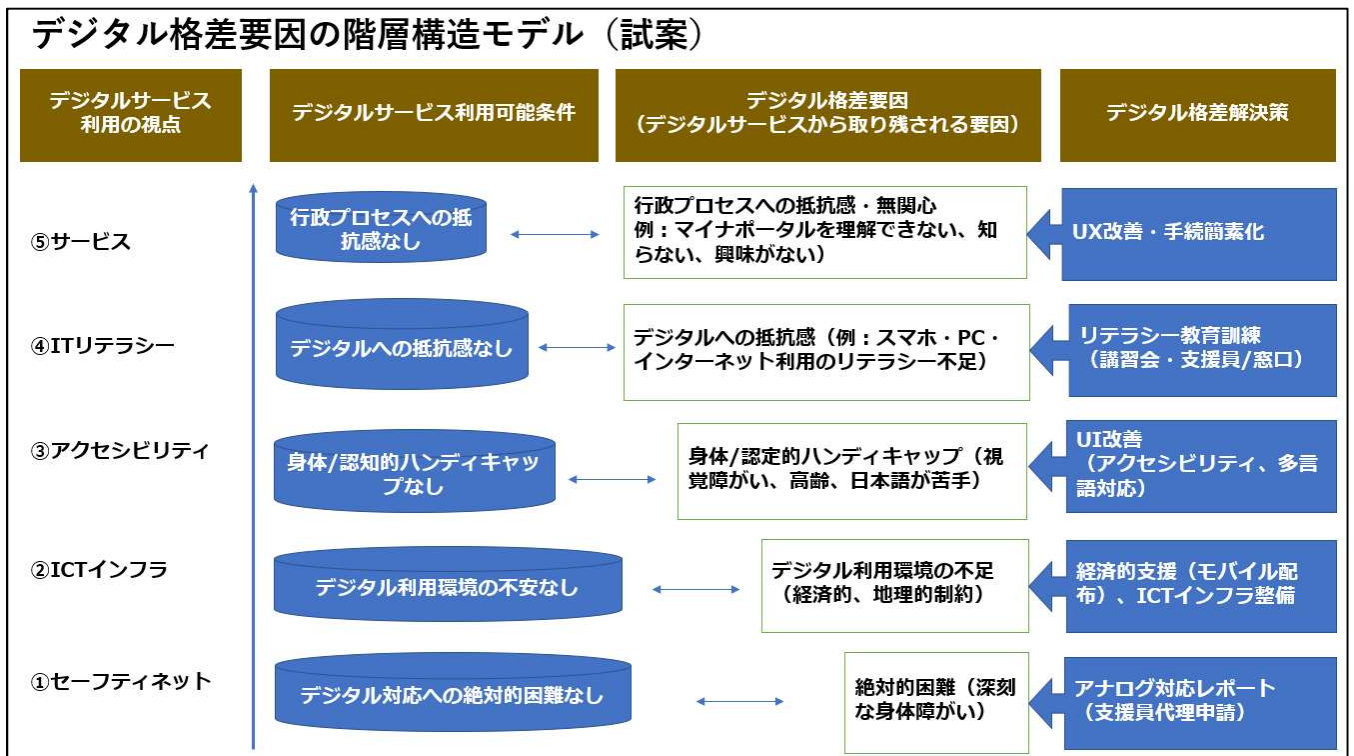 デジタル格差要因の階層構造モデル（試案）
デジタルサービス
利用の視点
デジタルサービス利用可能条件
デジタル格差要因
（デジタルサービスから取り残される要因）
デジタル格差解決策
⑤サービス
行政プロセスへの抵
抗感なし
行政プロセスへの抵抗感・無関心
例：マイナポータルを理解できない、知
らない、興味がない）
UX改善・手続簡素化
④ITリテラシー
デジタルへの抵抗感なし
デジタルへの抵抗感（例：スマホ・PC・
インターネット利用のリテラシー不足）
リテラシー教育訓練
（講習会・支援員/窓口）
③アクセシビリティ
身体/認知的ハンディキャッ
プなし
身体/認定的ハンディキャップ（視
覚障がい、高齢、日本語が苦手）
UI改善
（アクセシビリティ、多言
語対応）
②ICTインフラ
デジタル利用環境の不安なし
デジタル利用環境の不足
（経済的、地理的制約）
経済的支援（モバイル配
布）、ICTインフラ整備
①セーフティネット
デジタル対応への絶対的困難なし
絶対的困難（深刻
な身体障がい）
アナログ対応レポート
（支援員代理申請）